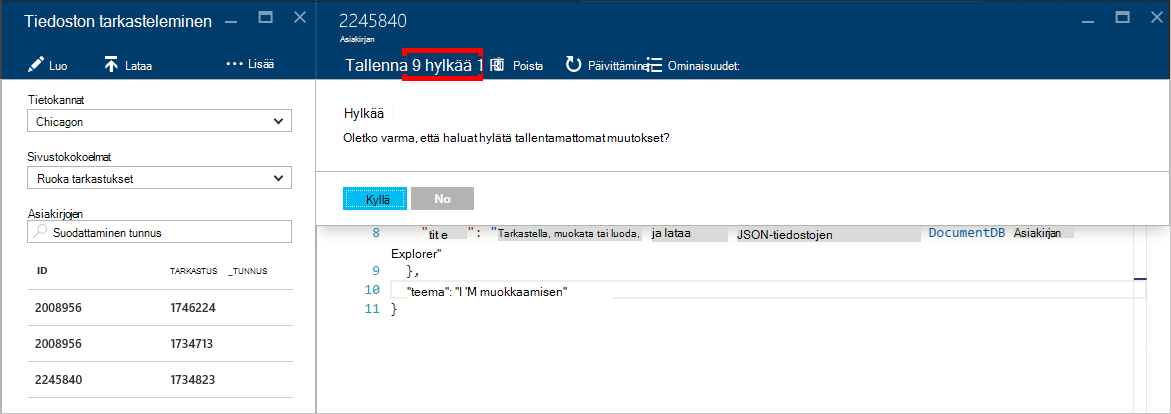 Tiedoston tarkasteleminen
Luo Lataa ... Lisää
Tietokannat
Chicagon
Sivustokokoelmat
Ruoka tarkastukset
Asiakirjojen
Suodattaminen tunnus
ID TARKASTUS _TUNNUS
2008956 1746224
2008956 1734713
2245840 1734823
2245840
Asiakirjan
Tallenna 9 hylkää 1 Poista Päivittäminen Ominaisuudet:
Hylkää
Oletko varma, että haluat hylätä tallentamattomat muutokset?
Kyllä No
8 "tit e ": "Tarkastella, muokata tai luoda, ja lataa JSON-tiedostojen DocumentDB Asiakirjan
Explorer"
9 },
10 "teema": "I 'M muokkaamisen"
11 }